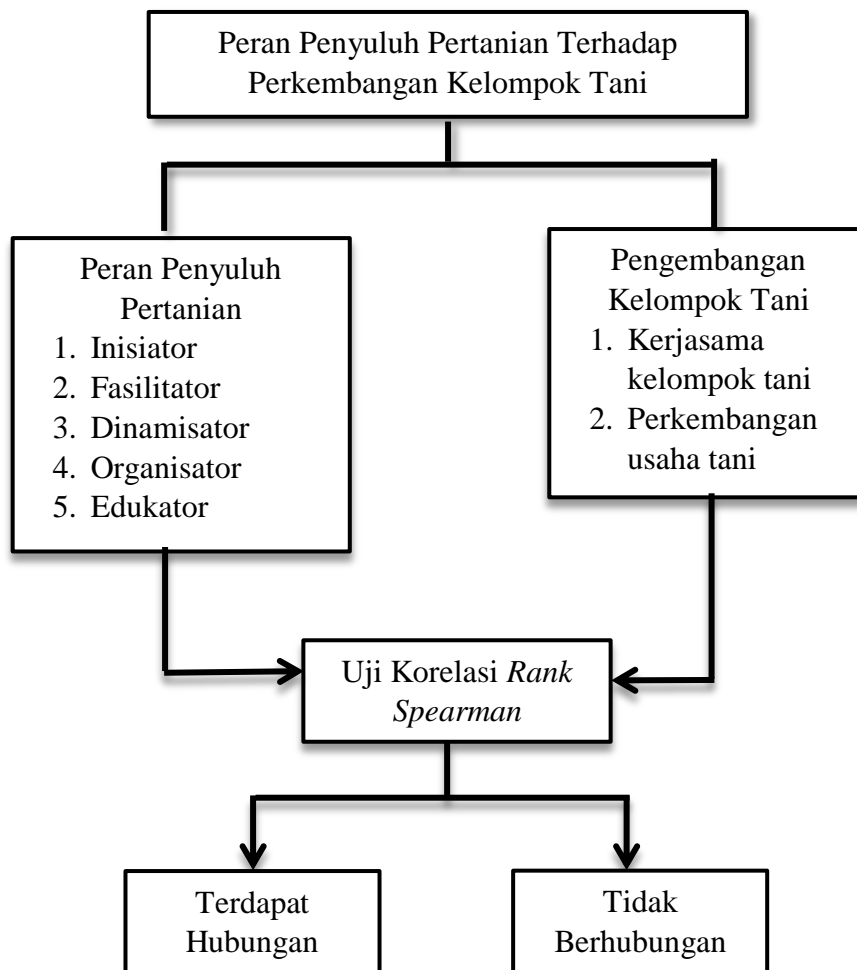 Peran Penyuluh Pertanian Terhadap
Perkembangan Kelompok Tani
Peran Penyuluh
Pertanian
1. Inisiator
2. Fasilitator
3. Dinamisator
4. Organisator
5. Edukator
Pengembangan
Kelompok Tani
1. Kerjasama
kelompok tani
2. Perkembangan
usaha tani
Uji Korelasi Rank
Spearman
Terdapat
Hubungan
Tidak
Berhubungan